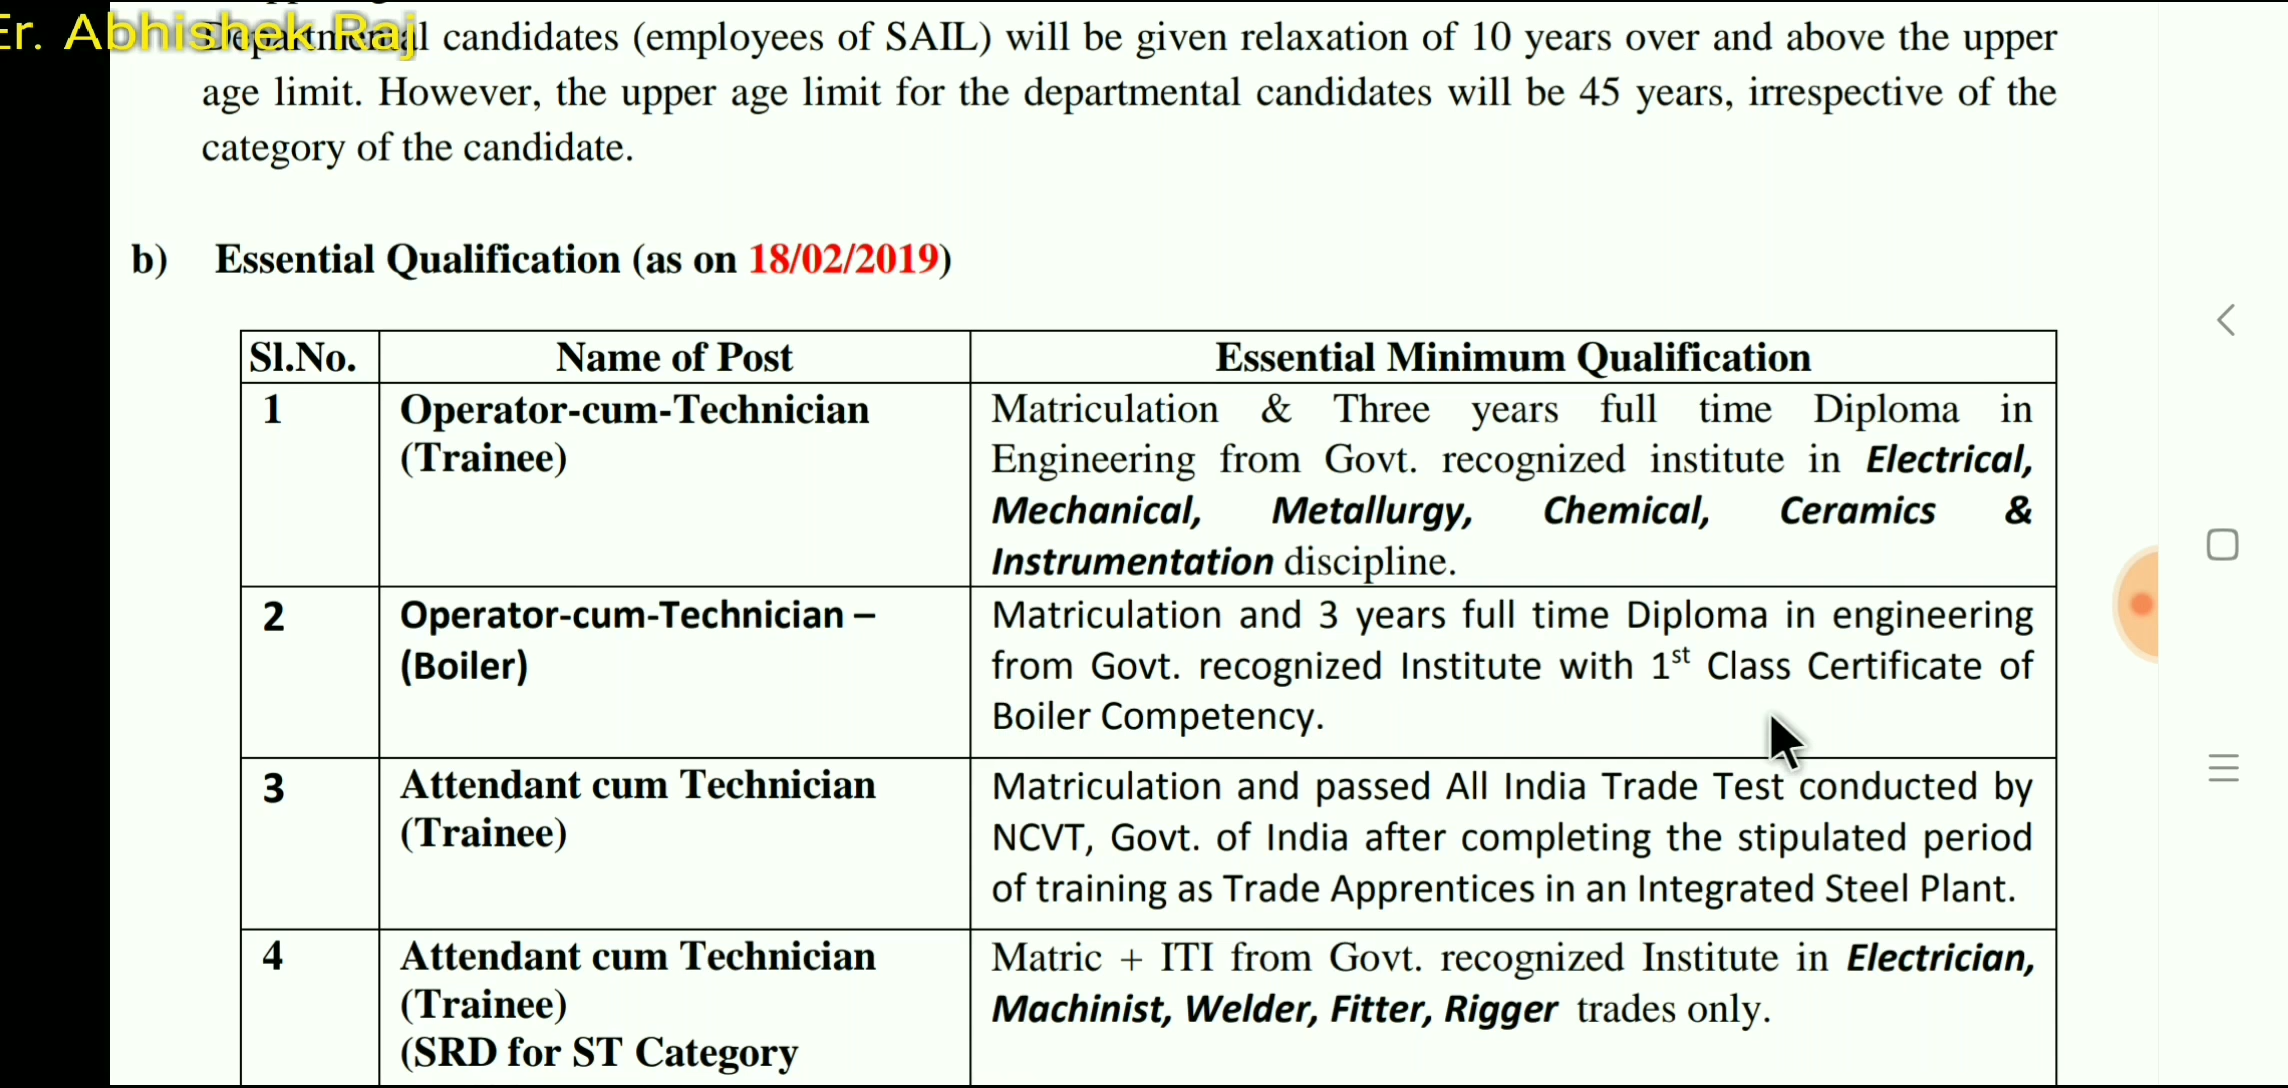 Er. Abhishek Raj
Departmental candidates (employees of SAIL) will be given relaxation of 10 years over and above the upper
age limit. However, the upper age limit for the departmental candidates will be 45 years, irrespective of the
category of the candidate.
b) Essential Qualification (as on 18/02/2019)
Sl.No. Name of Post Essential Minimum Qualification
1 Operator-cum-Technician
(Trainee)
Matriculation & Three years full time Diploma in
Engineering from Govt. recognized institute in Electrical,
Mechanical, Metallurgy, Chemical, Ceramics &
Instrumentation discipline.
2 Operator-cum-Technician –
(Boiler)
Matriculation and 3 years full time Diploma in engineering
from Govt. recognized Institute with 1st Class Certificate of
Boiler Competency.
3 Attendant cum Technician
(Trainee)
Matriculation and passed All India Trade Test conducted by
NCVT, Govt. of India after completing the stipulated period
of training as Trade Apprentices in an Integrated Steel Plant.
4 Attendant cum Technician
(Trainee)
(SRD for ST Category
Matric + ITI from Govt. recognized Institute in Electrician,
Machinist, Welder, Fitter, Rigger trades only.